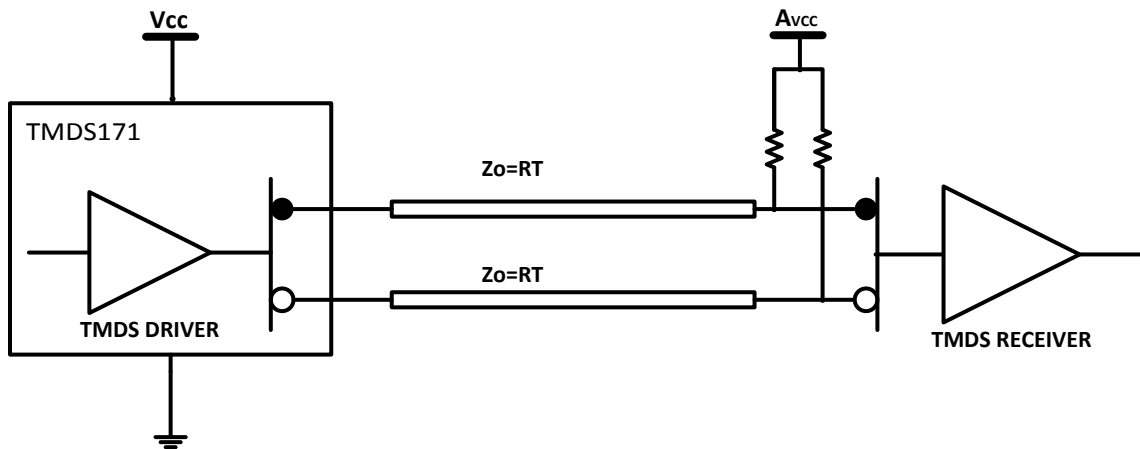 Vcc
AVCC
TMDS171
Zo=RT
Zo=RT
TMDS DRIVER
TMDS RECEIVER